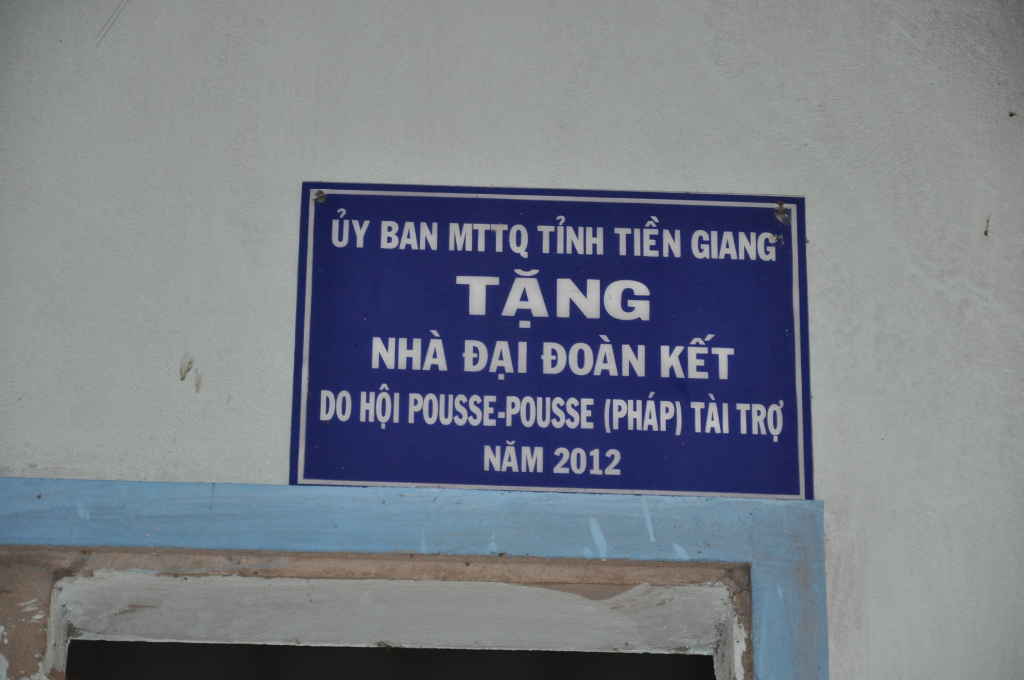 ỦY BAN MTTQ TỈNH TIỀN GIANG
TẶNG
NHÀ ĐẠI ĐOÀN KẾT
DO HỘI POUSSE-POUSSE (PHÁP) TÀI TRỢ
NĂM 2012